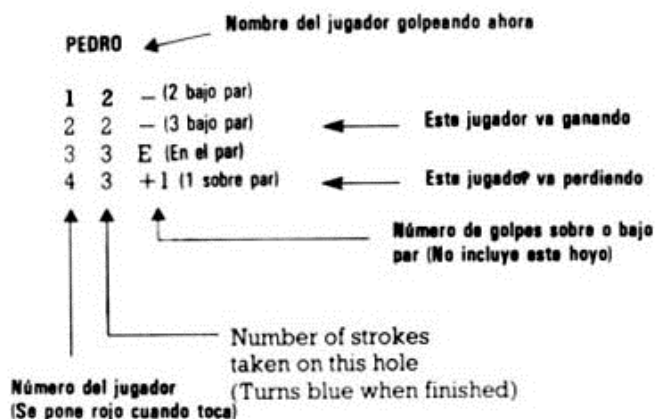 Nombre del jugador golpeando ahora
PEDRO
1 2 – (2 bajo par)
2 2 – (3 bajo par) Este jugador va ganando
3 3 E (En el par)
4 3 +1 (1 sobre par) Este jugador va perdiendo
Número de golpes sobre o bajo
par (No incluye este hoyo)
Number of strokes
taken on this hole
(Turns blue when finished)
Número del jugador
(Se pone rojo cuando toca)